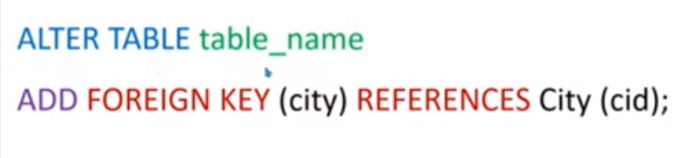 ALTER TABLE table_name
ADD FOREIGN KEY (city) REFERENCES City (cid);